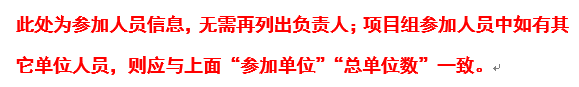 此处为参加人员信息，无需再列出负责人；项目组参加人员中如有其
它单位人员，则应与上面“参加单位”“总单位数”一致。